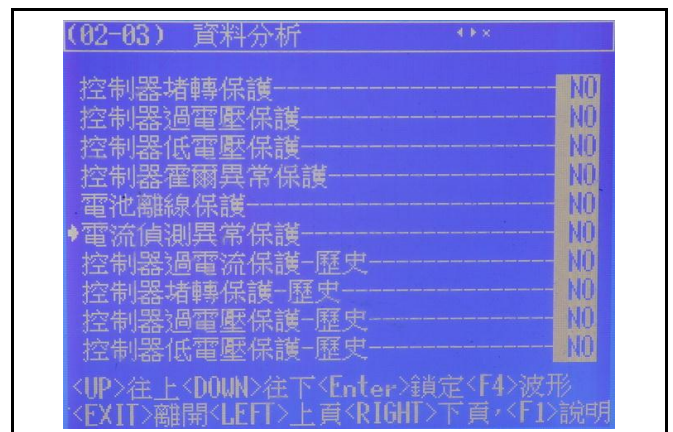 (02-03) 資料分析 ◂▸×
控制器堵轉保護---------------------- NO
控制器過電壓保護-------------------- NO
控制器低電壓保護-------------------- NO
控制器霍爾異常保護------------------ NO
電池離線保護------------------------ NO
➧電流偵測異常保護-------------------- NO
控制器過電流保護-歷史--------------- NO
控制器堵轉保護-歷史----------------- NO
控制器過電壓保護-歷史--------------- NO
控制器低電壓保護-歷史--------------- NO
<UP>往上<DOWN>往下<Enter>鎖定<F4>波形
<EXIT>離開<LEFT>上頁<RIGHT>下頁,<F1>說明